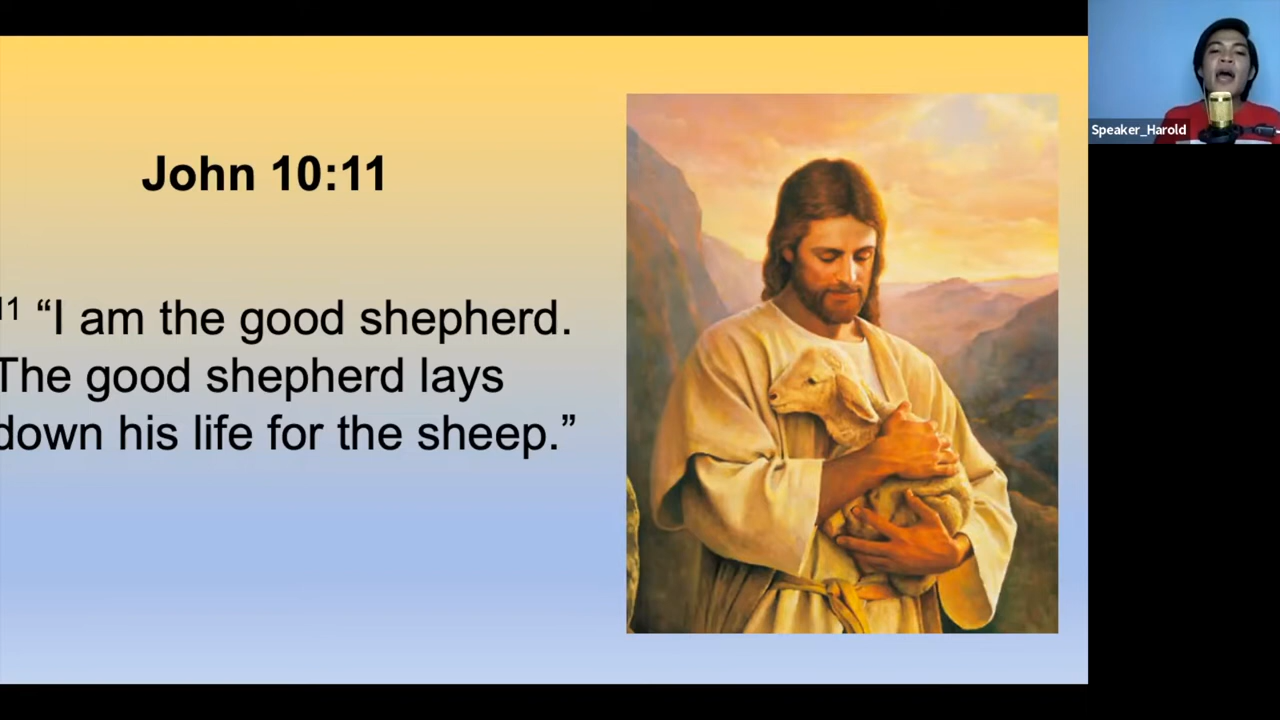 John 10:11
11 “I am the good shepherd.
The good shepherd lays
down his life for the sheep.”
Speaker_Harold